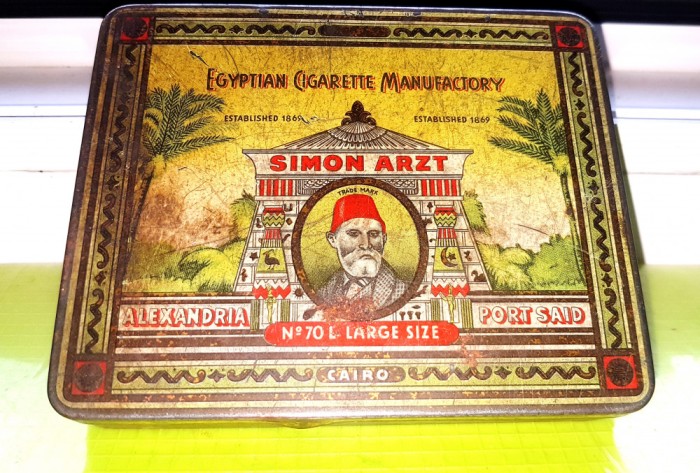 EGYPTIAN CIGARETTE MANUFACTORY
ESTABLISHED 1869 ESTABLISHED 1869
SIMON ARZT
TRADE MARK
ALEXANDRIA PORT SAID
Nº 70 L. LARGE SIZE
CAIRO